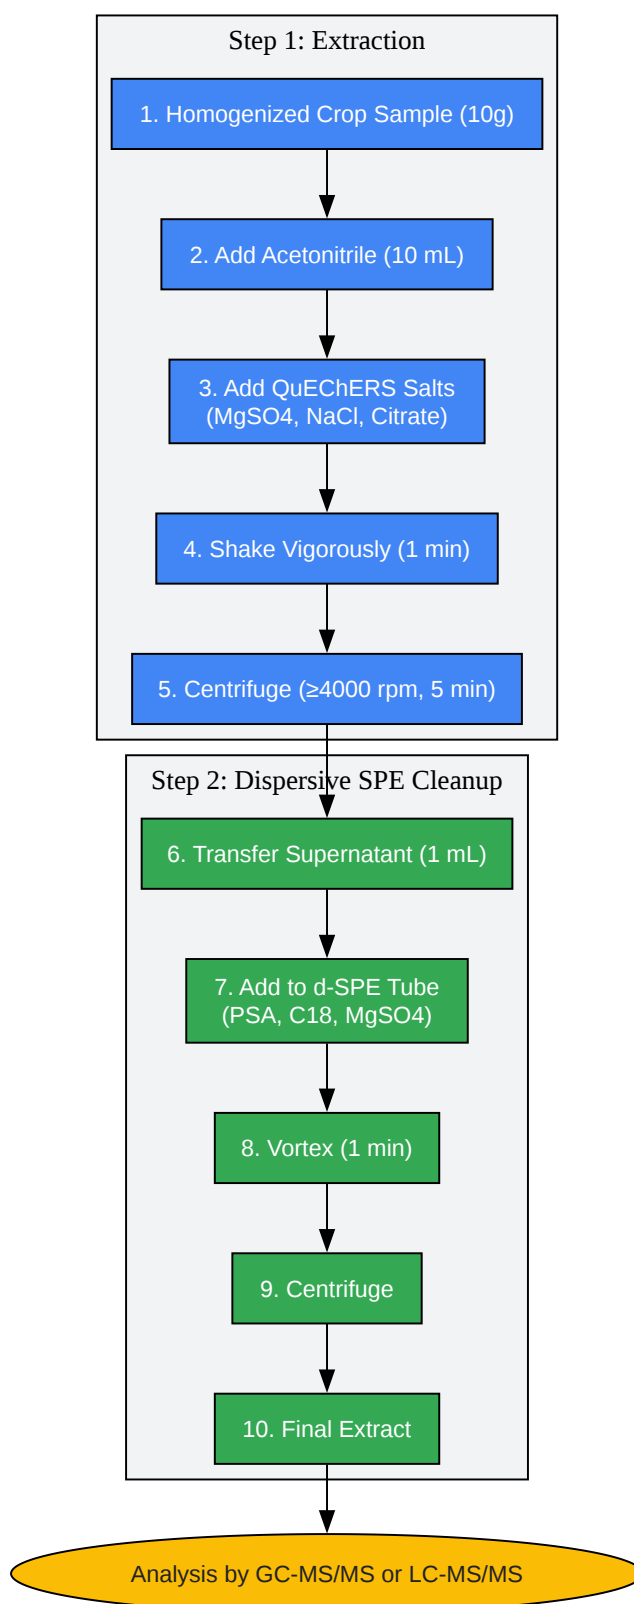 Step 1: Extraction
1. Homogenized Crop Sample (10g)
2. Add Acetonitrile (10 mL)
3. Add QuEChERS Salts
(MgSO4, NaCl, Citrate)
4. Shake Vigorously (1 min)
5. Centrifuge (≥4000 rpm, 5 min)
Step 2: Dispersive SPE Cleanup
6. Transfer Supernatant (1 mL)
7. Add to d-SPE Tube
(PSA, C18, MgSO4)
8. Vortex (1 min)
9. Centrifuge
10. Final Extract
Analysis by GC-MS/MS or LC-MS/MS